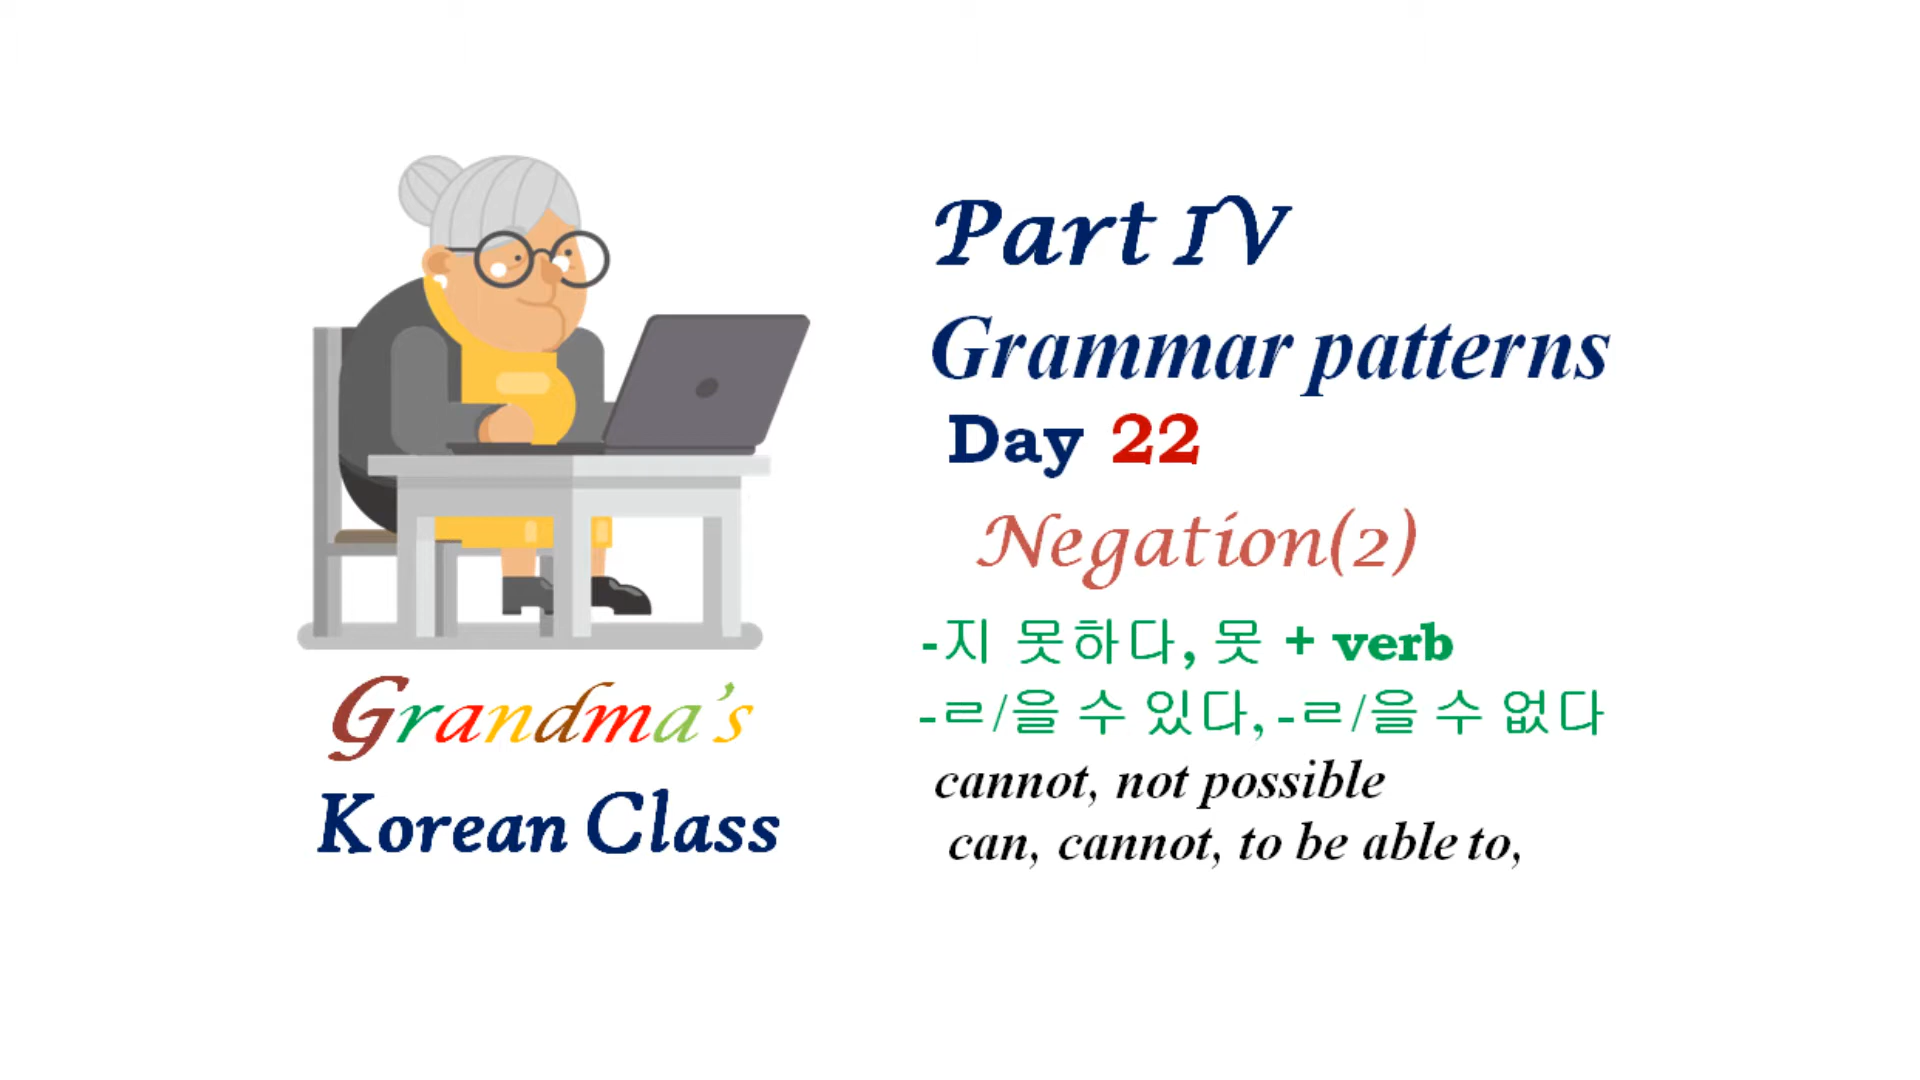 Part IV
Grammar patterns
Day 22
Negation(2)
-지 못하다, 못 + verb
-ㄹ/을 수 있다, -ㄹ/을 수 없다
cannot, not possible
can, cannot, to be able to,
Grandma's
Korean Class